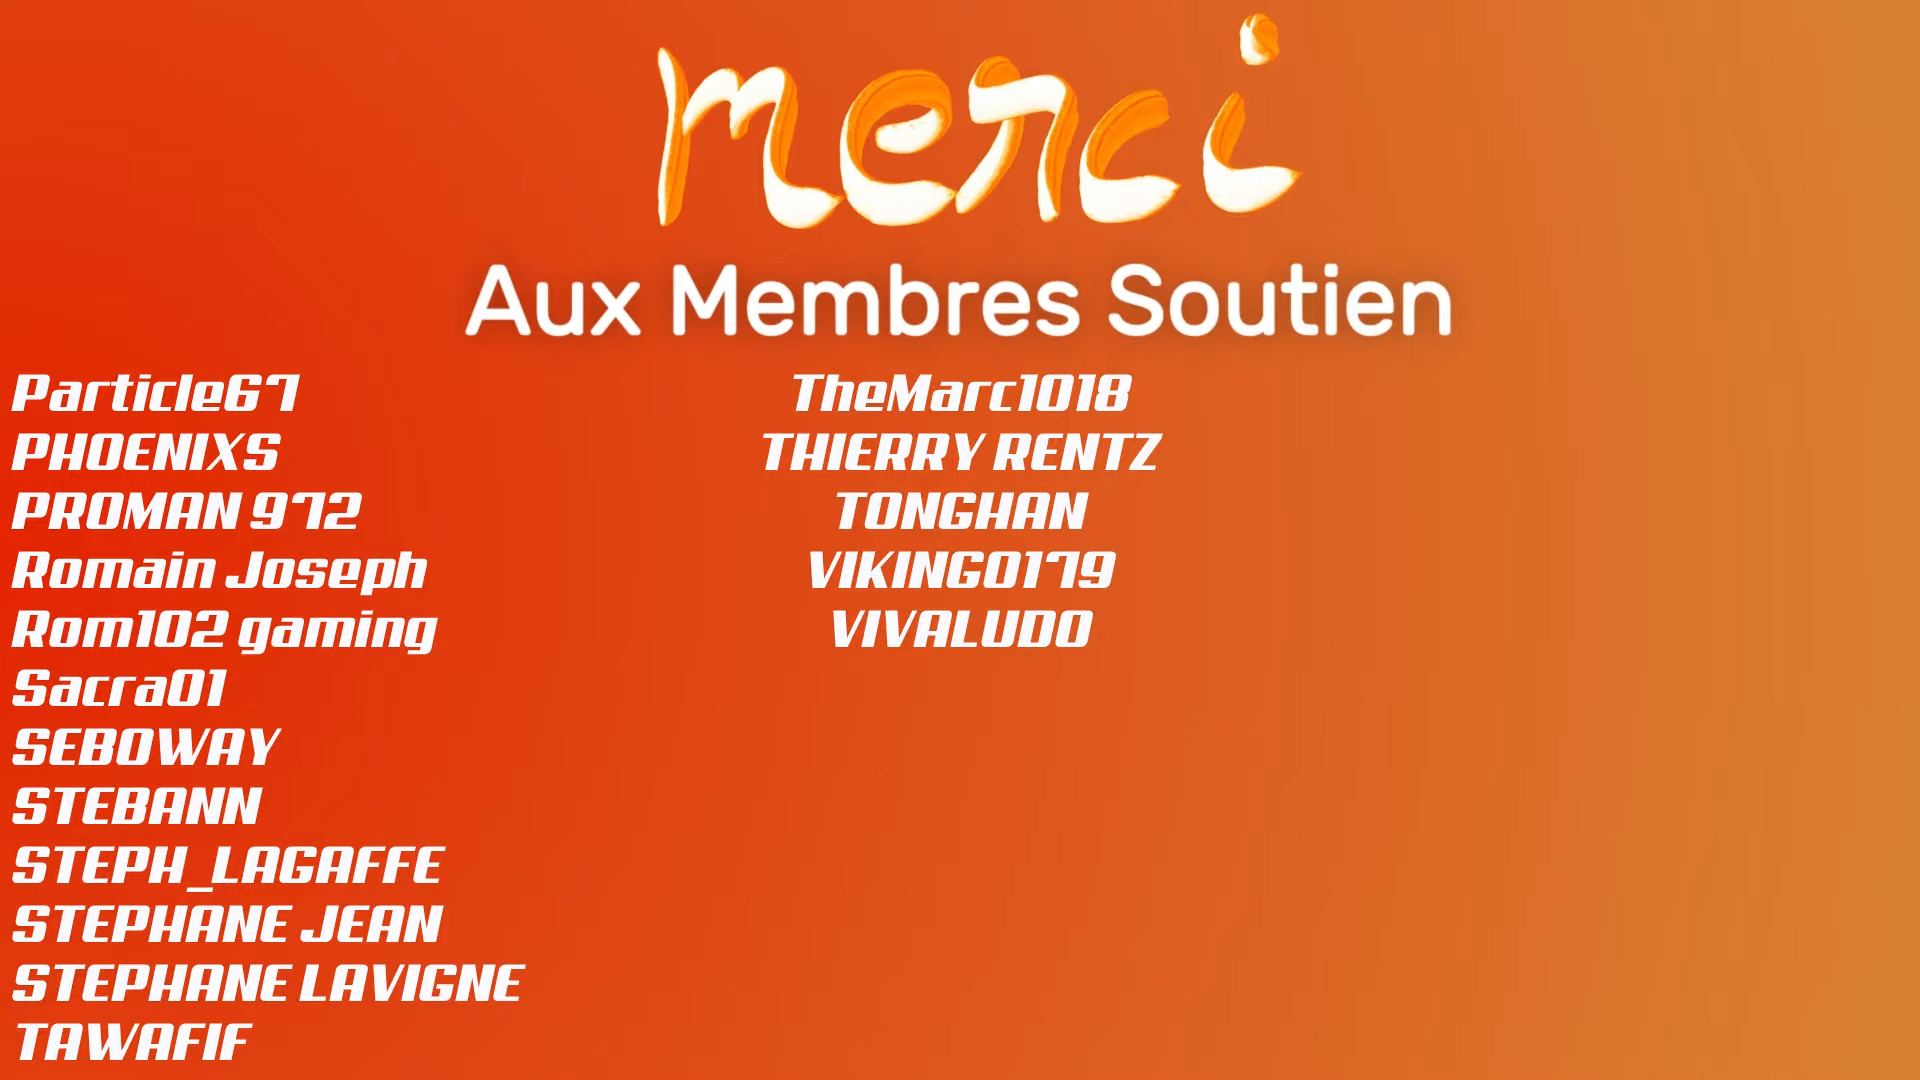 merci
Aux Membres Soutien
Particle67
PHOENIXS
PROMAN 972
Romain Joseph
Rom102 gaming
Sacra01
SEBOWAY
STEBANN
STEPH_LAGAFFE
STEPHANE JEAN
STEPHANE LAVIGNE
TAWAFIF
TheMarc1018
THIERRY RENTZ
TONGHAN
VIKING0179
VIVALUDO